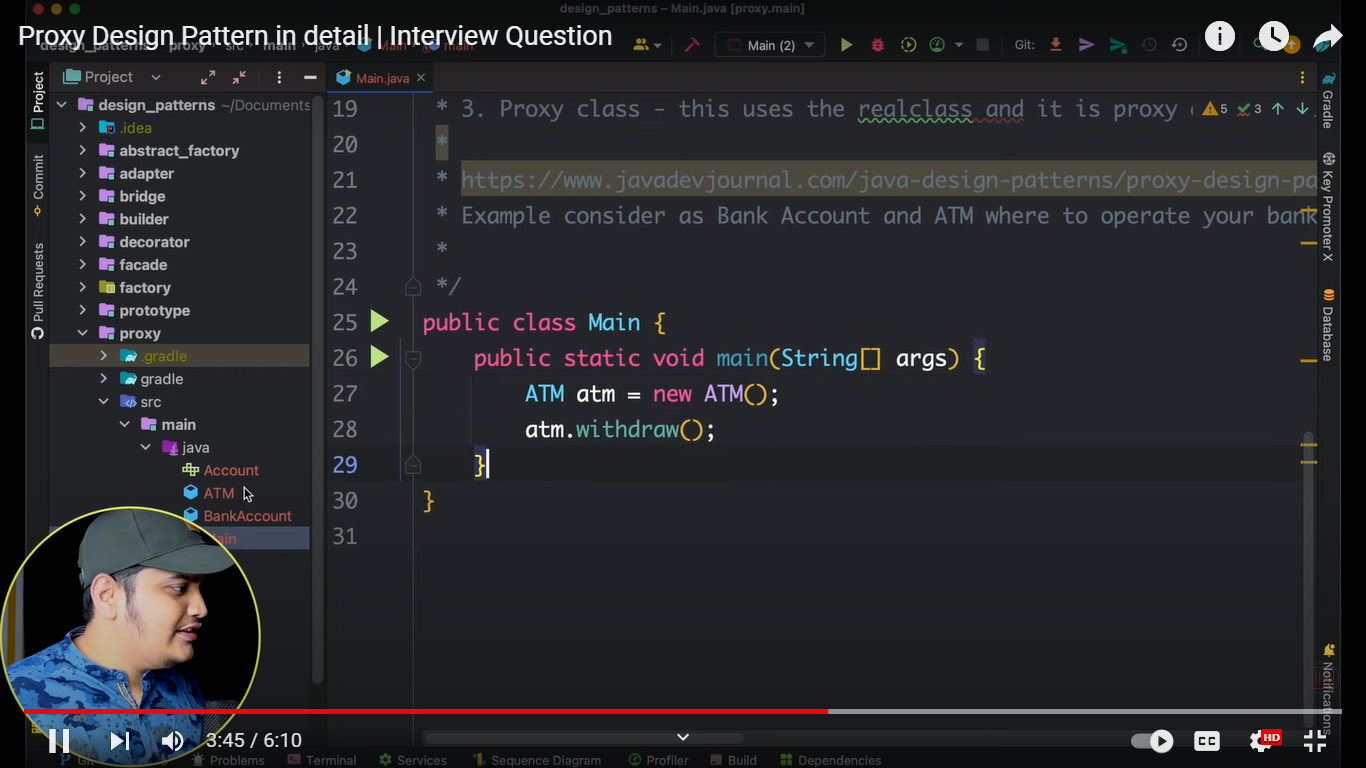 design_patterns – Main.java [proxy.main]
Proxy Design Pattern in detail | Interview Question
design_patterns proxy src main java Main main
Main (2)
Git:
Project
Main.java
design_patterns ~/Documents
.idea
abstract_factory
adapter
bridge
builder
decorator
facade
factory
prototype
proxy
.gradle
gradle
src
main
java
Account
ATM
BankAccount
Main
Project
Commit
Pull Requests
19 * 3. Proxy class - this uses the realclass and it is proxy
5 3
20 *
21 * https://www.javadevjournal.com/java-design-patterns/proxy-design-pa
22 * Example consider as Bank Account and ATM where to operate your bank
23 *
24 */
25 public class Main {
26 public static void main(String[] args) {
27 ATM atm = new ATM();
28 atm.withdraw();
29 }
30 }
31
Gradle
Key Promoter X
Database
Notifications
3:45 / 6:10
CC
HD
Git
Problems
Terminal
Services
Sequence Diagram
Profiler
Build
Dependencies